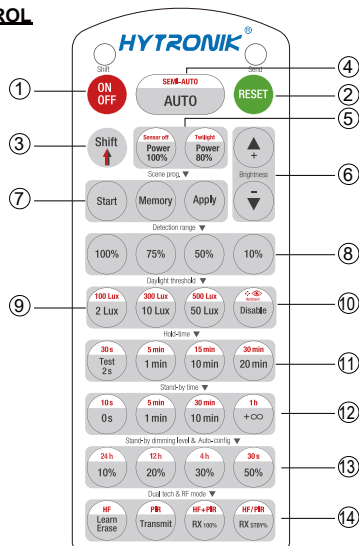 ROL
HYTRONIK
Shift
Send
ON
OFF
SEMI-AUTO
AUTO
RESET
1
4
2
5
3
Shift
Sensor off
Power
100%
Twilight
Power
80%
+
Brightness
-
6
Scene prog. ▼
7
Start
Memory
Apply
Detection range ▼
100%
75%
50%
10%
8
Daylight threshold ▼
9
100 Lux
2 Lux
300 Lux
10 Lux
500 Lux
50 Lux
Ambient
Disable
10
Hold-time ▼
30 s
Test
2s
5 min
1 min
15 min
10 min
30 min
20 min
11
Stand-by time ▼
10 s
0 s
5 min
1 min
30 min
10 min
1 h
+∞
12
Stand-by dimming level & Auto-config ▼
24 h
10%
12 h
20%
4 h
30%
30 s
50%
13
Dual tech & RF mode ▼
HF
Learn
Erase
PIR
Transmit
HF+PIR
RX 100%
HF/PIR
RX STBY%
14